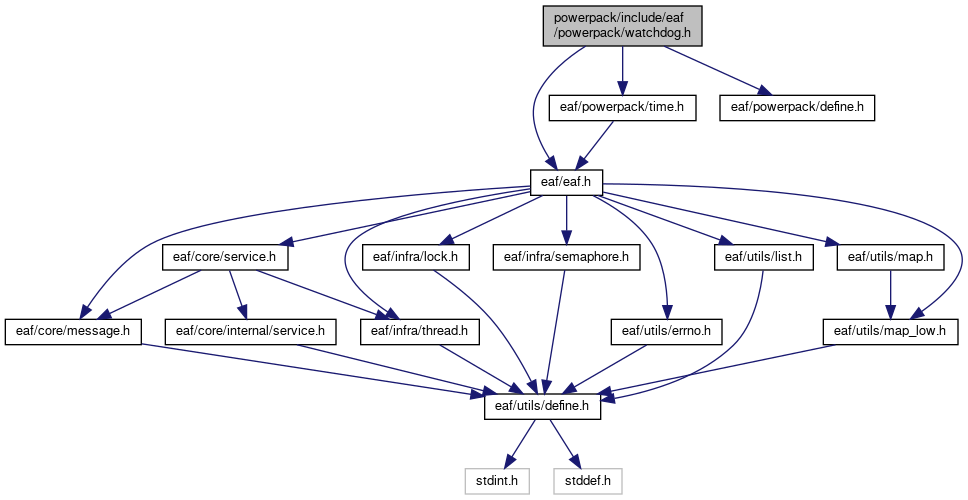 powerpack/include/eaf
/powerpack/watchdog.h
eaf/powerpack/time.h
eaf/powerpack/define.h
eaf/eaf.h
eaf/core/service.h
eaf/infra/lock.h
eaf/infra/semaphore.h
eaf/utils/list.h
eaf/utils/map.h
eaf/core/message.h
eaf/core/internal/service.h
eaf/infra/thread.h
eaf/utils/errno.h
eaf/utils/map_low.h
eaf/utils/define.h
stdint.h
stddef.h